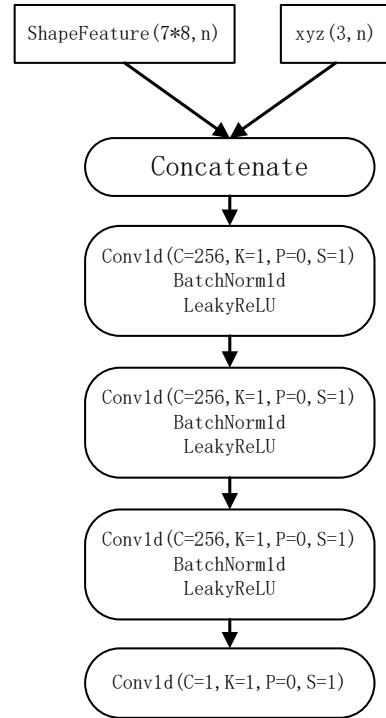 ShapeFeature(7*8,n)
xyz(3,n)
Concatenate
Conv1d(C=256,K=1,P=0,S=1)
BatchNorm1d
LeakyReLU
Conv1d(C=256,K=1,P=0,S=1)
BatchNorm1d
LeakyReLU
Conv1d(C=256,K=1,P=0,S=1)
BatchNorm1d
LeakyReLU
Conv1d(C=1,K=1,P=0,S=1)